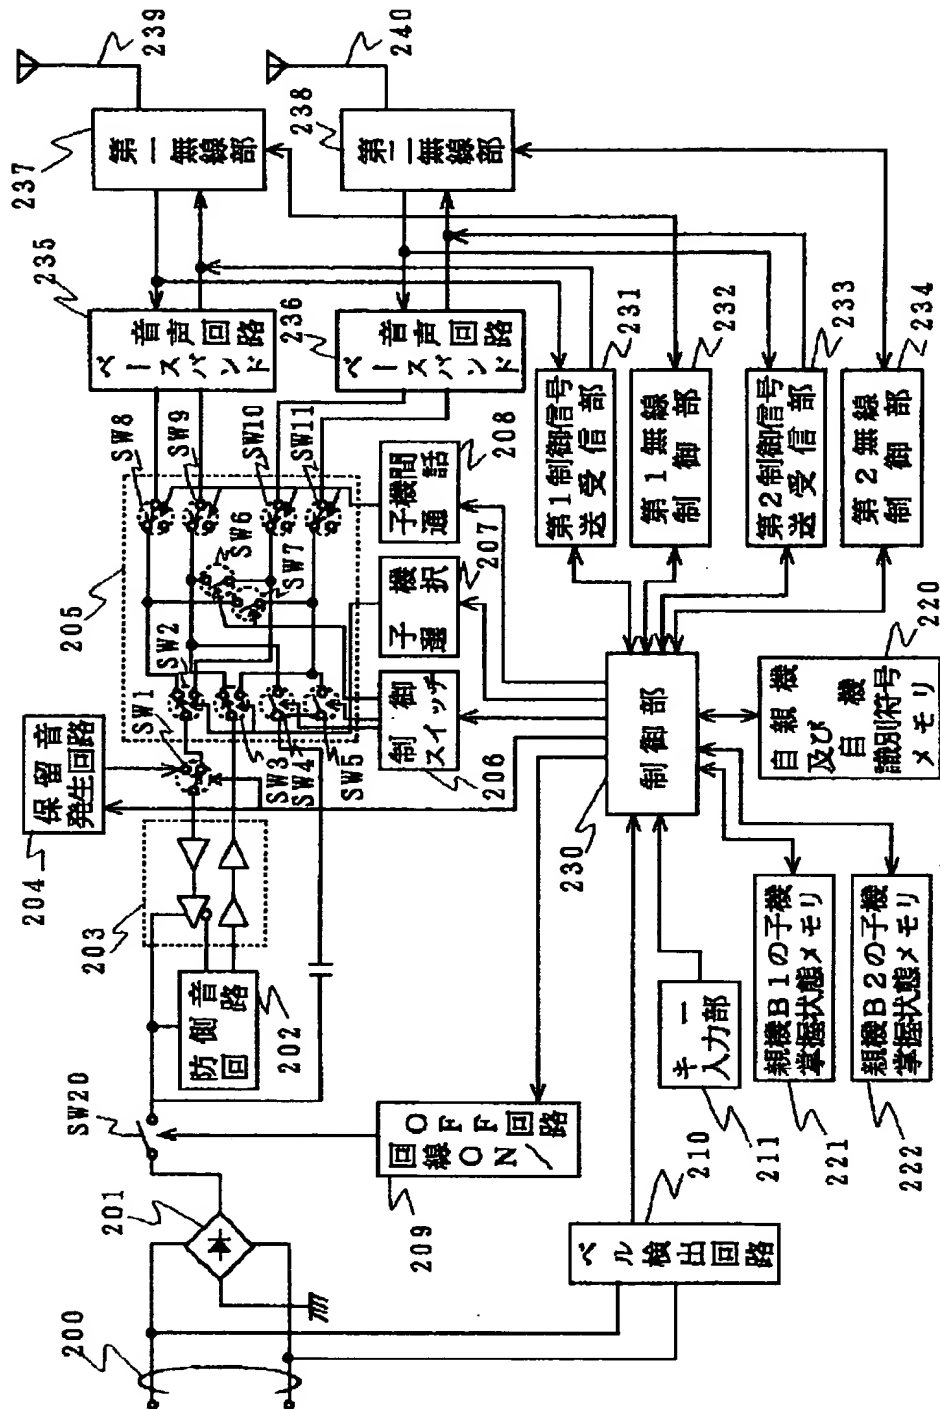 239
240
237
第一無線部
238
第二無線部
235
音声回路
ベースバンド
236
音声回路
ベースバンド
SW8
SW9
SW10
SW11
205
SW6
SW7
SW2
SW1
SW3
SW4
SW5
子機間
通話
208
子機
選択
207
制御
スイッチ
206
保留音
発生回路
204
203
防側音
回路
202
SW20
201
200
回線ON/
OFF回路
209
ベル検出回路
210
キー
入力部
211
親機B1の子機
掌握状態メモリ
221
親機B2の子機
掌握状態メモリ
222
制御部
230
自親機
及び自機
識別符号
メモリ
220
第1制御信号
送受信部
231
第1無線
制御部
232
第2制御信号
送受信部
233
第2無線
制御部
234